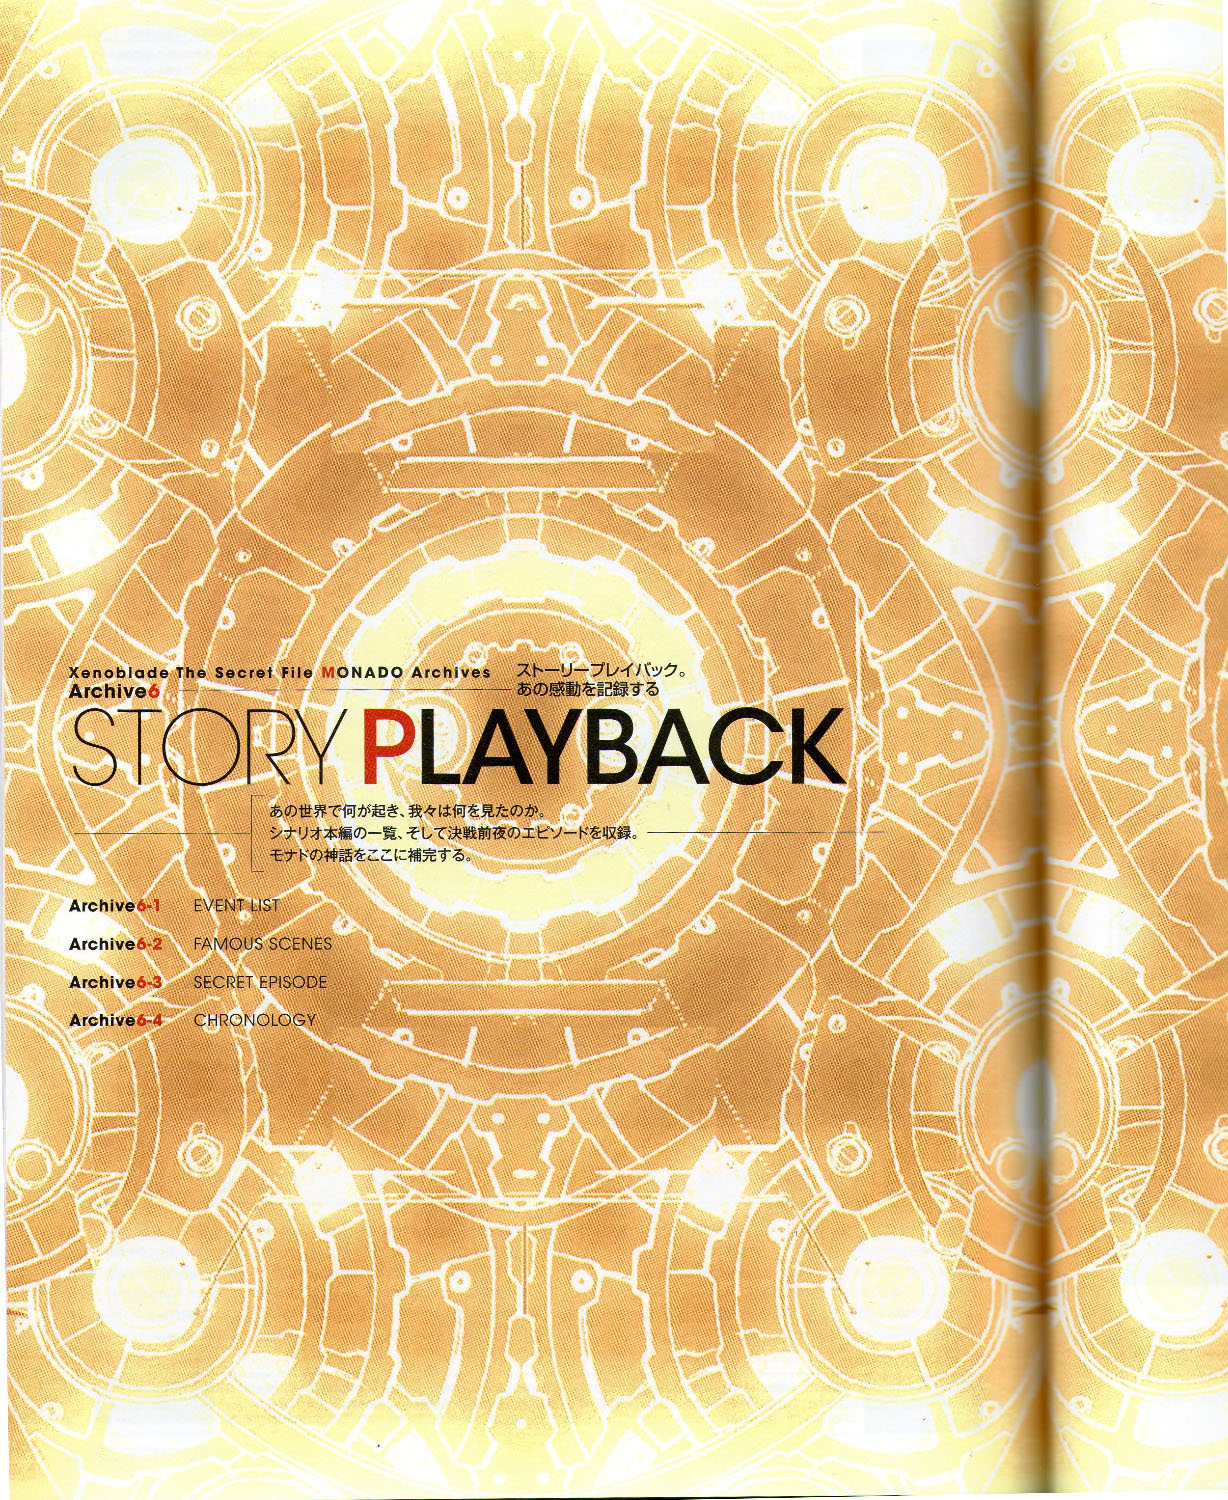 Xenoblade The Secret File MONADO Archives
ストーリープレイバック。
Archive6
あの感動を記録する
STORY PLAYBACK
あの世界で何が起き、我々は何を見たのか。
シナリオ本編の一覧、そして決戦前夜のエピソードを収録。
モナドの神話をここに補完する。
Archive6-1 EVENT LIST
Archive6-2 FAMOUS SCENES
Archive6-3 SECRET EPISODE
Archive6-4 CHRONOLOGY